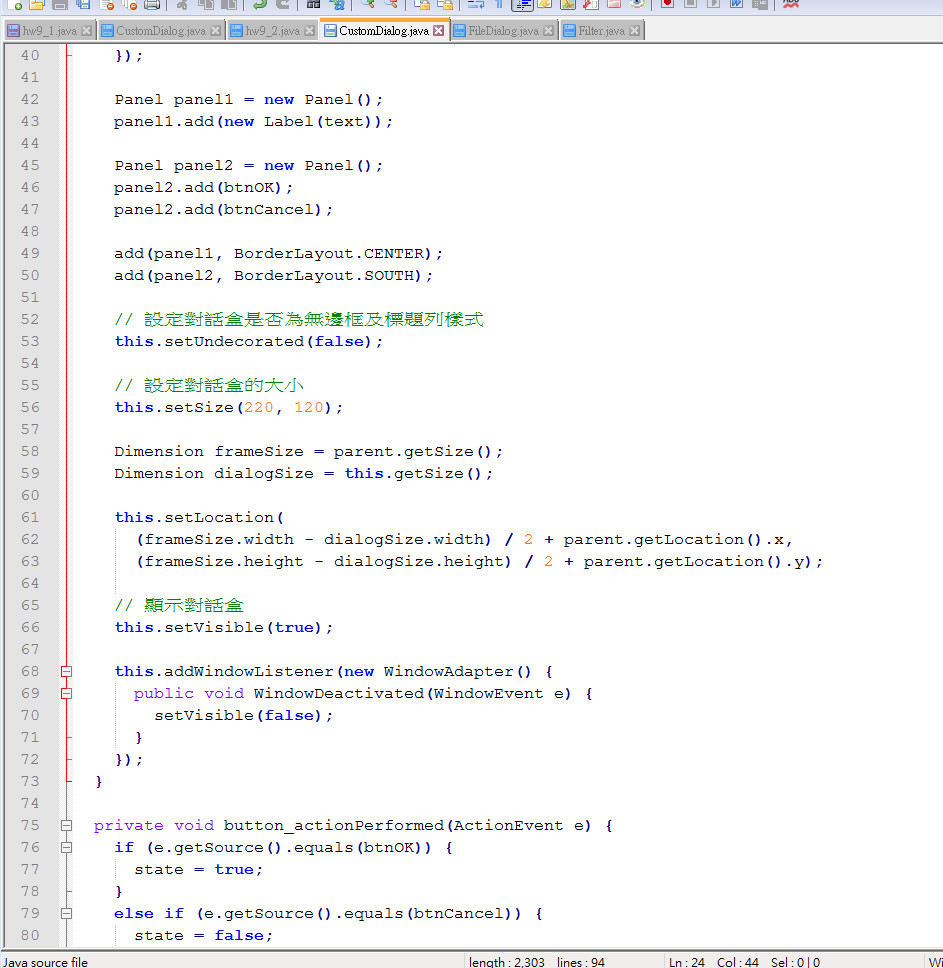 hw9_1.java CustomDialog.java hw9_2.java CustomDialog.java FileDialog.java Filter.java
40 });
41
42 Panel panel1 = new Panel();
43 panel1.add(new Label(text));
44
45 Panel panel2 = new Panel();
46 panel2.add(btnOK);
47 panel2.add(btnCancel);
48
49 add(panel1, BorderLayout.CENTER);
50 add(panel2, BorderLayout.SOUTH);
51
52 // 設定對話盒是否為無邊框及標題列樣式
53 this.setUndecorated(false);
54
55 // 設定對話盒的大小
56 this.setSize(220, 120);
57
58 Dimension frameSize = parent.getSize();
59 Dimension dialogSize = this.getSize();
60
61 this.setLocation(
62 (frameSize.width - dialogSize.width) / 2 + parent.getLocation().x,
63 (frameSize.height - dialogSize.height) / 2 + parent.getLocation().y);
64
65 // 顯示對話盒
66 this.setVisible(true);
67
68 this.addWindowListener(new WindowAdapter() {
69 public void WindowDeactivated(WindowEvent e) {
70 setVisible(false);
71 }
72 });
73 }
74
75 private void button_actionPerformed(ActionEvent e) {
76 if (e.getSource().equals(btnOK)) {
77 state = true;
78 }
79 else if (e.getSource().equals(btnCancel)) {
80 state = false;
Java source file length : 2,303 lines : 94 Ln : 24 Col : 44 Sel : 0 | 0 Wi